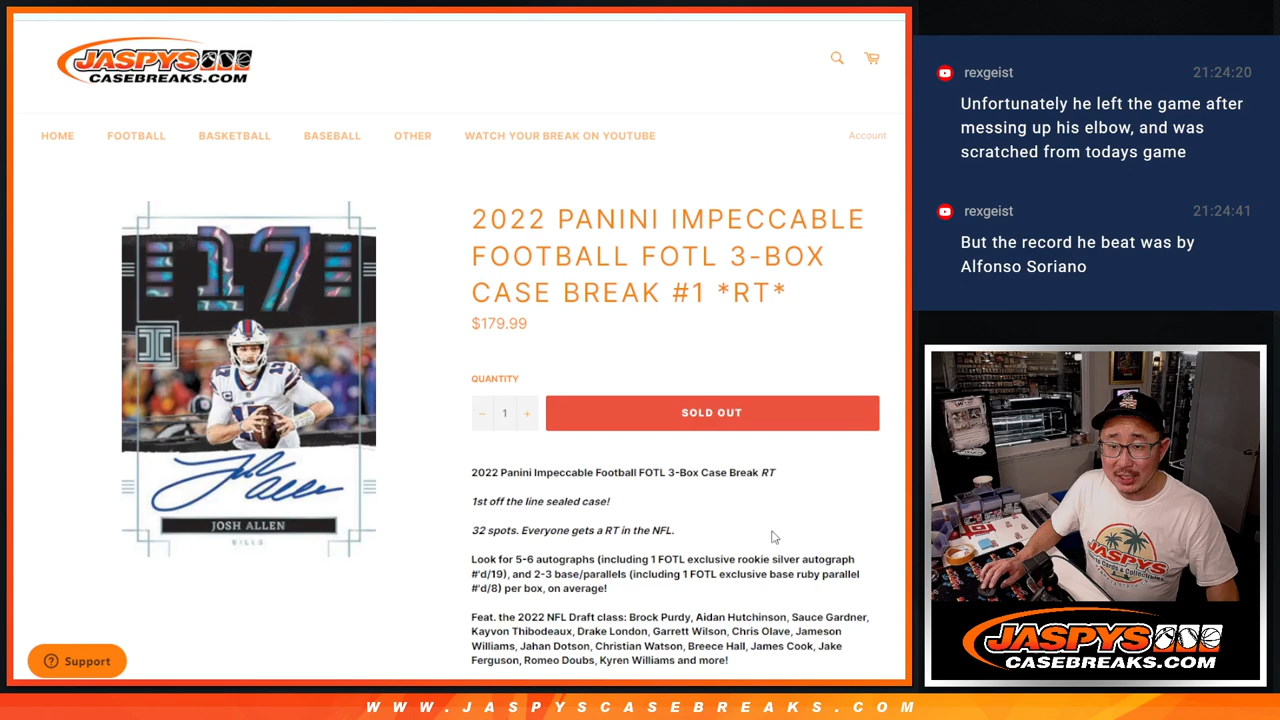 JASPYS
CASEBREAKS.COM
HOME FOOTBALL BASKETBALL BASEBALL OTHER WATCH YOUR BREAK ON YOUTUBE Account
17
Josh Allen
JOSH ALLEN
BILLS
2022 PANINI IMPECCABLE
FOOTBALL FOTL 3-BOX
CASE BREAK #1 *RT*
$179.99
QUANTITY
− 1 +
SOLD OUT
2022 Panini Impeccable Football FOTL 3-Box Case Break RT
1st off the line sealed case!
32 spots. Everyone gets a RT in the NFL.
Look for 5-6 autographs (including 1 FOTL exclusive rookie silver autograph
#'d/19), and 2-3 base/parallels (including 1 FOTL exclusive base ruby parallel
#'d/8) per box, on average!
Feat. the 2022 NFL Draft class: Brock Purdy, Aidan Hutchinson, Sauce Gardner,
Kayvon Thibodeaux, Drake London, Garrett Wilson, Chris Olave, Jameson
Williams, Jahan Dotson, Christian Watson, Breece Hall, James Cook, Jake
Ferguson, Romeo Doubs, Kyren Williams and more!
Support
rexgeist 21:24:20
Unfortunately he left the game after
messing up his elbow, and was
scratched from todays game
rexgeist 21:24:41
But the record he beat was by
Alfonso Soriano
JASPYS
JASPYS
CASEBREAKS.COM
WWW.JASPYSCASEBREAKS.COM